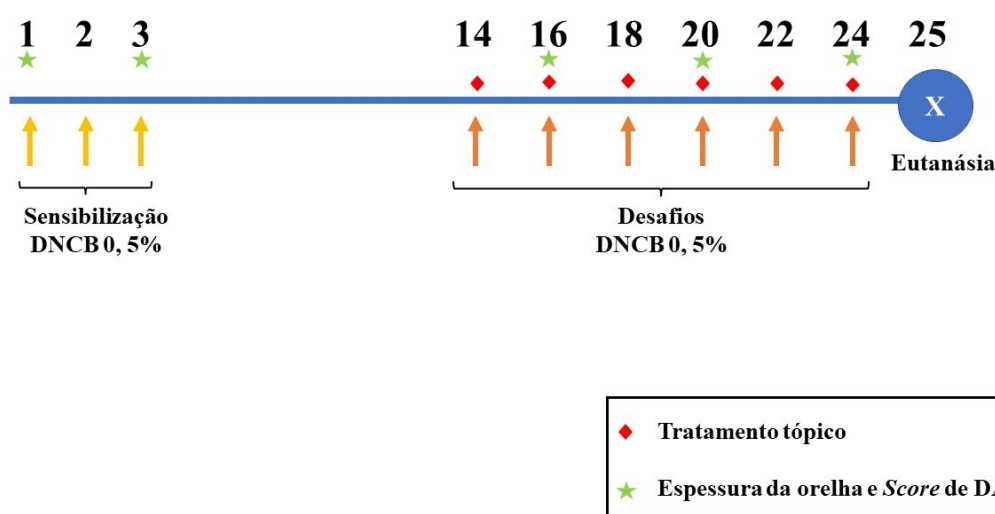 1 2 3 14 16 18 20 22 24 25
X
Eutanásia
Sensibilização
DNCB 0, 5%
Desafios
DNCB 0, 5%
Tratamento tópico
Espessura da orelha e Score de